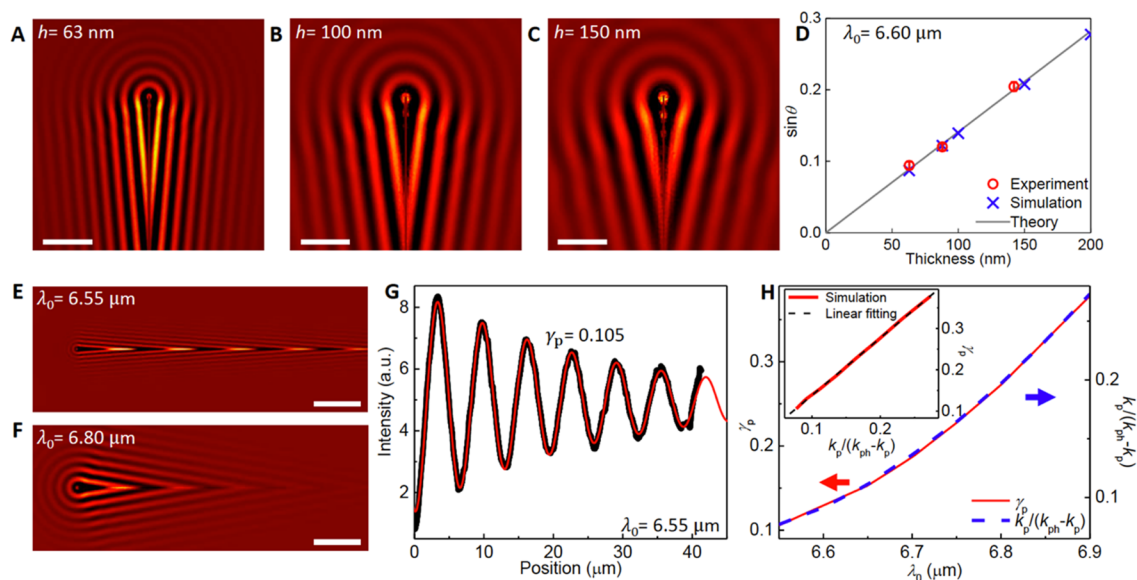 A
h= 63 nm
B
h= 100 nm
C
h= 150 nm
D
λ0= 6.60 μm
0.3
0.2
0.1
0.0
sinθ
Experiment
Simulation
Theory
0 50 100 150 200
Thickness (nm)
E
λ0= 6.55 μm
F
λ0= 6.80 μm
G
8
6
4
2
Intensity (a.u.)
γp = 0.105
λ0= 6.55 μm
0 10 20 30 40
Position (μm)
H
Simulation
Linear fitting
0.3
0.2
0.1
γp
0.1 0.2
kp/(kph-kp)
0.3
0.2
0.1
γp
0.2
0.1
kp/(kph-kp)
γp
kp/(kph-kp)
6.6 6.7 6.8 6.9
λ0 (μm)